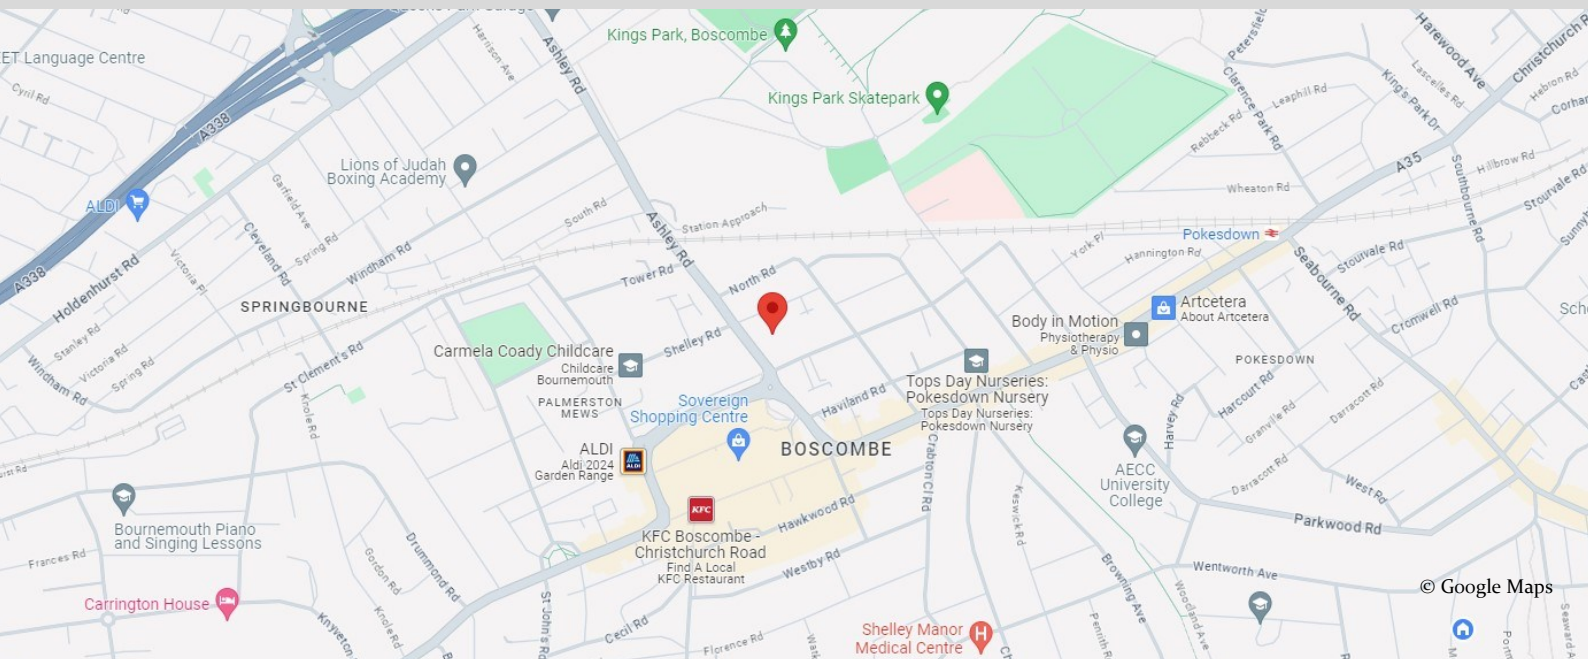 Kings Park, Boscombe
ET Language Centre
Harrison Ave
Ashley Rd
Petersfield
Harewood Ave
Christchurch R
Lascelles Rd
Hebron Rd
Cyril Rd
A338
Kings Park Skatepark
Clarence Park Rd
Leaphill Rd
King's Park Dr
Corhar
Rebbeck Rd
Lions of Judah
Boxing Academy
A35
Hillbrow Rd
Southbourne Rd
Stourvale Rd
Garfield Ave
Wheaton Rd
ALDI
South Rd
Station Approach
Ashley Rd
Cleveland Rd
Spring Rd
Windham Rd
Pokesdown
York Pl
Hannington Rd
Stourvale Rd
Sunny
A338
Holdenhurst Rd
Victoria Pl
Tower Rd
North Rd
Seabourne Rd
SPRINGBOURNE
Artcetera
About Artcetera
Cromwell Rd
Sch
Stanley Rd
Victoria Rd
Spring Rd
Windham Rd
St Clement's Rd
Carmela Coady Childcare
Childcare
Bournemouth
Shelley Rd
Body in Motion
Physiotherapy
& Physio
POKESDOWN
Knole Rd
PALMERSTON
MEWS
Sovereign
Shopping Centre
Haviland Rd
Tops Day Nurseries:
Pokesdown Nursery
Tops Day Nurseries:
Pokesdown Nursery
Harcourt Rd
Granville Rd
Darracott Rd
Harvey Rd
ALDI
Aldi 2024
Garden Range
ALDI
BOSCOMBE
Crabton Cl Rd
AECC
University
College
Darracott Rd
West Rd
Bournemouth Piano
and Singing Lessons
KFC
KFC Boscombe -
Christchurch Road
Find A Local
KFC Restaurant
Hawkwood Rd
Keswick Rd
Parkwood Rd
Frances Rd
Gordon Rd
Drummond Rd
Westby Rd
Browning Ave
Wentworth Ave
© Google Maps
Carrington House
Knyveton
Knole Rd
St John's Rd
Cecil Rd
Florence Rd
Shelley Manor
Medical Centre
H
Woodland Ave
Penrith R
Seaward A